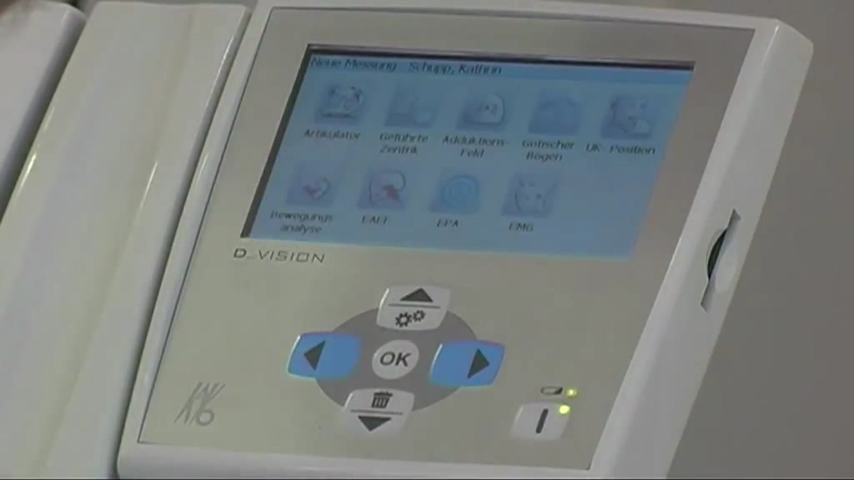 Neue Messung - Schupp, Kathrin
Artikulator
Geführte
Zentrik
Adduktions-
Feld
Gotischer
Bogen
UK- Position
Bewegungs
analyse
EPA
EMG
D_VISION
OK